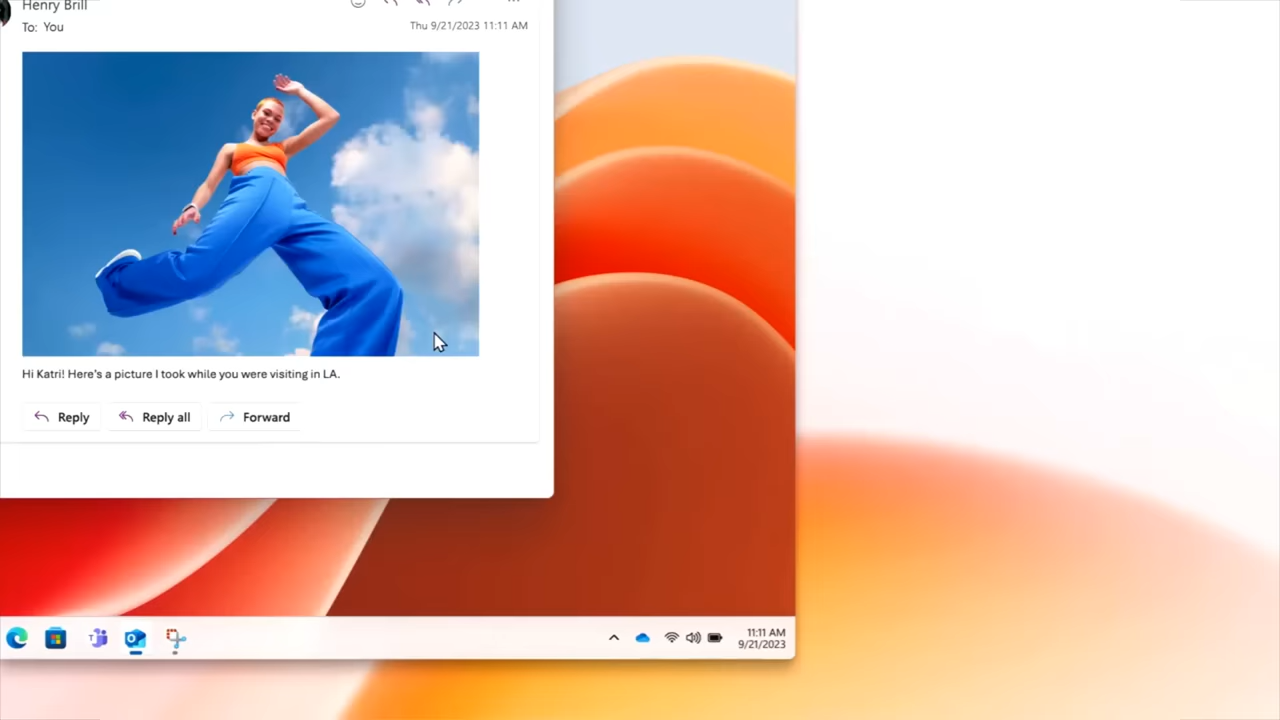 Henry Brill
To: You
Thu 9/21/2023 11:11 AM
Hi Katri! Here's a picture I took while you were visiting in LA.
Reply
Reply all
Forward
11:11 AM
9/21/2023